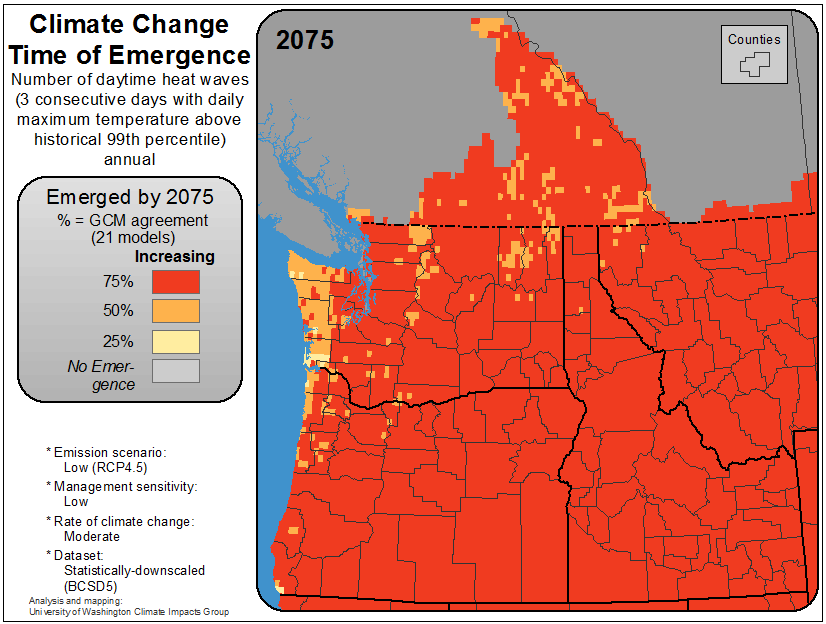 Climate Change
Time of Emergence
Number of daytime heat waves
(3 consecutive days with daily
maximum temperature above
historical 99th percentile)
annual
Emerged by 2075
% = GCM agreement
(21 models)
Increasing
75%
50%
25%
No Emer-
gence
* Emission scenario:
Low (RCP4.5)
* Management sensitivity:
Low
* Rate of climate change:
Moderate
* Dataset:
Statistically-downscaled
(BCSD5)
Analysis and mapping:
University of Washington Climate Impacts Group
2075
Counties